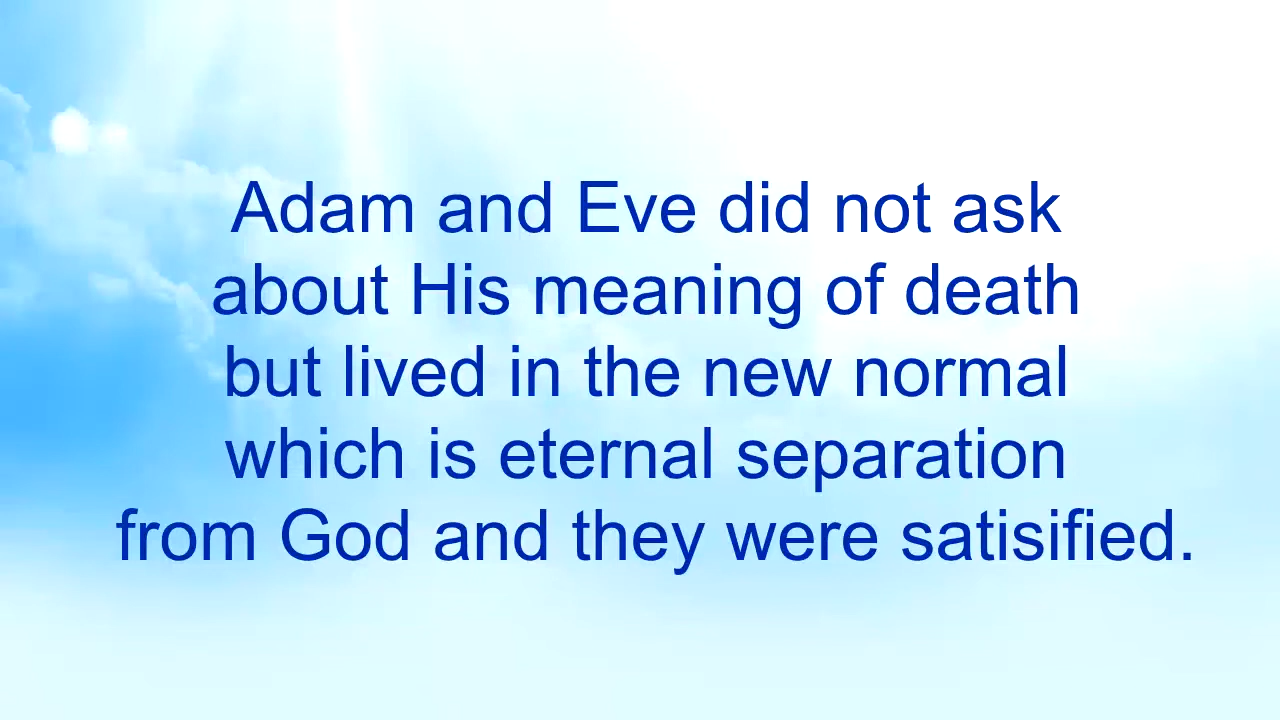 Adam and Eve did not ask
about His meaning of death
but lived in the new normal
which is eternal separation
from God and they were satisified.